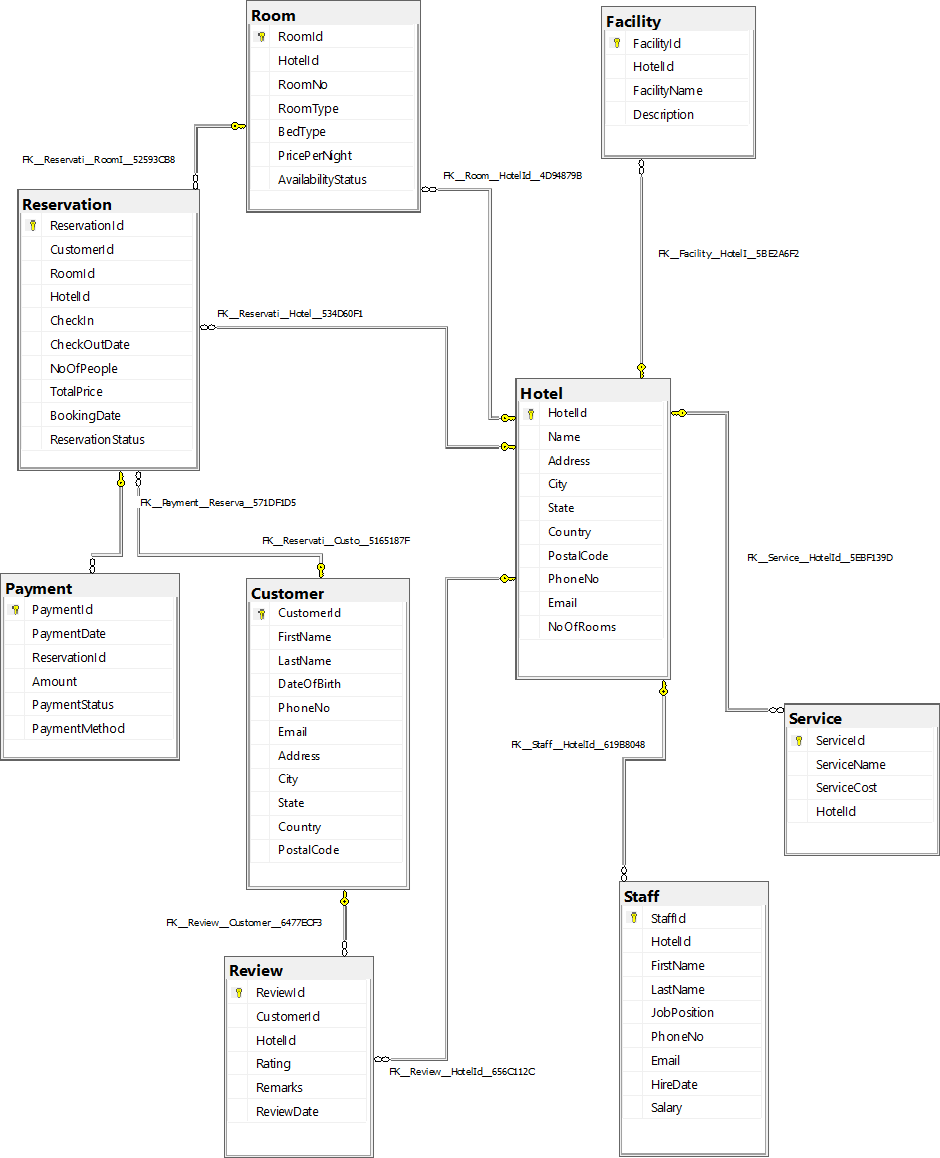 Room
RoomId
HotelId
RoomNo
RoomType
BedType
PricePerNight
AvailabilityStatus
Facility
FacilityId
HotelId
FacilityName
Description
FK__Reservati__RoomI__52593CB8
FK__Room__HotelId__4D94879B
Reservation
ReservationId
CustomerId
RoomId
HotelId
CheckIn
CheckOutDate
NoOfPeople
TotalPrice
BookingDate
ReservationStatus
FK__Facility__HotelI__5BE2A6F2
FK__Reservati__Hotel__534D60F1
Hotel
HotelId
Name
Address
City
State
Country
PostalCode
PhoneNo
Email
NoOfRooms
FK__Payment__Reserva__571DF1D5
FK__Reservati__Custo__5165187F
FK__Service__HotelId__5EBF139D
Payment
PaymentId
PaymentDate
ReservationId
Amount
PaymentStatus
PaymentMethod
Customer
CustomerId
FirstName
LastName
DateOfBirth
PhoneNo
Email
Address
City
State
Country
PostalCode
Service
ServiceId
ServiceName
ServiceCost
HotelId
FK__Staff__HotelId__619B8048
FK__Review__Customer__6477ECF3
Staff
StaffId
HotelId
FirstName
LastName
JobPosition
PhoneNo
Email
HireDate
Salary
Review
ReviewId
CustomerId
HotelId
Rating
Remarks
ReviewDate
FK__Review__HotelId__656C112C